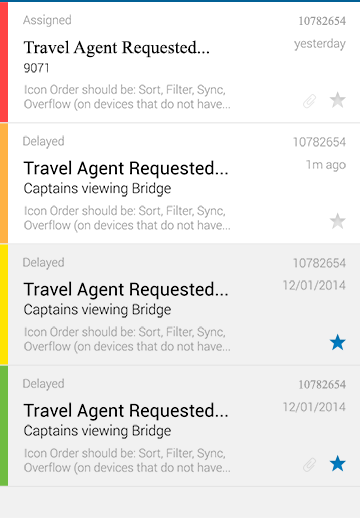 Assigned 10782654
Travel Agent Requested... yesterday
9071
Icon Order should be: Sort, Filter, Sync,
Overflow (on devices that do not have...
Delayed 10782654
Travel Agent Requested... 1m ago
Captains viewing Bridge
Icon Order should be: Sort, Filter, Sync,
Overflow (on devices that do not have...
Delayed 10782654
Travel Agent Requested... 12/01/2014
Captains viewing Bridge
Icon Order should be: Sort, Filter, Sync,
Overflow (on devices that do not have...
Delayed 10782654
Travel Agent Requested... 12/01/2014
Captains viewing Bridge
Icon Order should be: Sort, Filter, Sync,
Overflow (on devices that do not have...